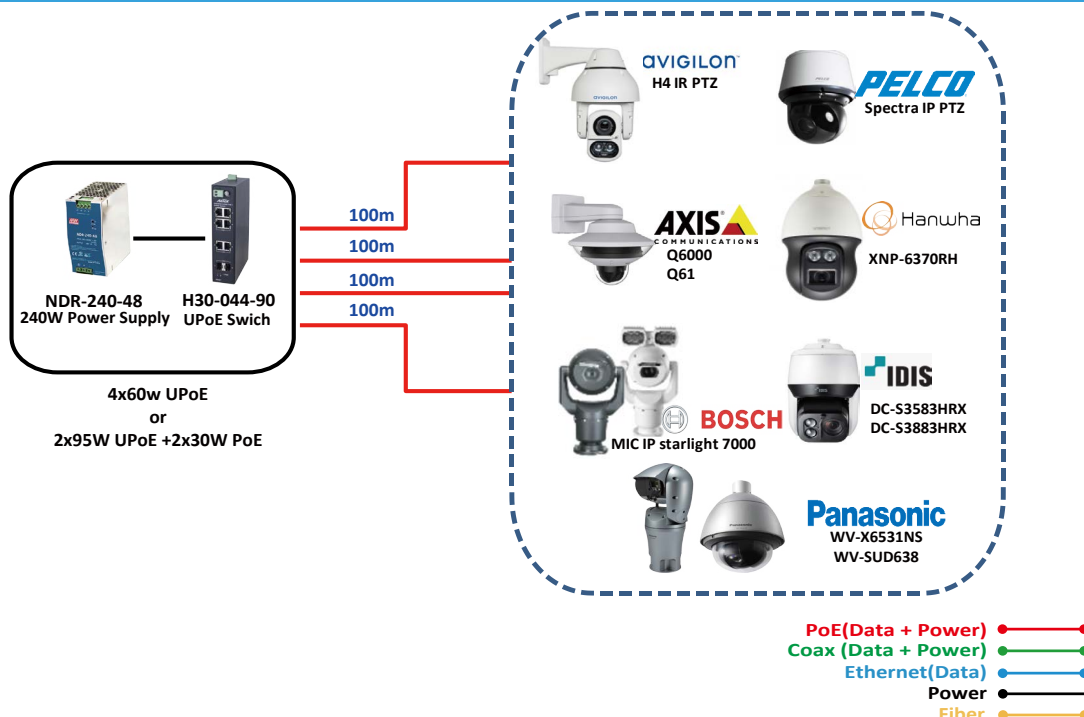 AVIGILON
H4 IR PTZ
PELCO
Spectra IP PTZ
AXIS
COMMUNICATIONS
Q6000
Q61
Hanwha
XNP-6370RH
100m
100m
100m
100m
NDR-240-48
240W Power Supply
H30-044-90
UPoE Swich
4x60w UPoE
or
2x95W UPoE +2x30W PoE
BOSCH
MIC IP starlight 7000
IDIS
DC-S3583HRX
DC-S3883HRX
Panasonic
WV-X6531NS
WV-SUD638
PoE(Data + Power)
Coax (Data + Power)
Ethernet(Data)
Power
Fiber